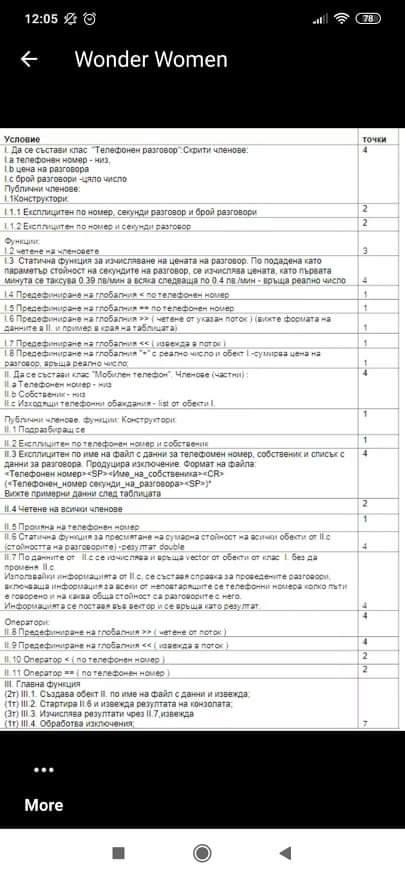 12:05
78
Wonder Women
Условие точки
I. Да се състави клас "Телефонен разговор":Скрити членове: 4
I.a телефонен номер - низ,
I.b цена на разговора
I.c брой разговори -цяло число
Публични членове:
I.1Конструктори:
I.1.1 Експлицитен по номер, секунди разговор и брой разговори 2
I.1.2 Експлицитен по номер и секунди разговор 2
Функции:
I.2 четене на членовете 3
I.3 Статична функция за изчисляване на цената на разговора. По подадена като
параметър стойност на секундите на разговор, се изчислява цената, като първата
минута се таксува 0.39 лв/мин а всяка следваща по 0.4 лв./мин - връща реално число 4
I.4 Предефиниране на глобалния < по телефонен номер 1
I.5 Предефиниране на глобалния == по телефонен номер 1
I.6 Предефиниране на глобалния >> ( четене от указан поток ) (вижте формата на
данните в II. и пример в края на таблицата) 1
I.7 Предефиниране на глобалния << ( извежда в поток ) 1
I.8 Предефиниране на глобалния "+" с реално число и обект I.-сумирва цена на
разговор, връща реално число. 1
II. Да се състави клас "Мобилен телефон". Членове (частни) : 4
II.a Телефонен номер - низ
II.b Собственик - низ
II.c Изходящи телефонни обаждания - list от обекти I.
Публични членове, функции: Конструктори: 1
II.1 Подразбиращ се
II.2 Експлицитен по телефонен номер и собственик 1
II.3 Експлицитен по име на файл с данни за телефомен номер, собственик и списък с 4
данни за разговора. Продуцира изключение. Формат на файла:
<Телефонен номер><SP><Име_на_собственика><CR>
(<Телефонен_номер секунди_на_разговора><SP>)*
Вижте примерни данни след таблицата
II.4 Четене на всички членове 2
II.5 Промяна на телефонен номер 1
II.6 Статична функция за пресмятане на сумарна стойност на всички обекти от II.c
(стойността на разговорите) -резултат double 4
II.7 По данните от II.c се изчислява и връща vector от обекти от клас I. без да
променя II.c.
Използвайки информацията от II.c, се съставя справка за проведените разговори,
включваща информация за всеки от неповтарящите се телефонни номера колко пъти
е говорено и на каква обща стойност са разговорите с него.
Информацията се поставя във вектор и се връща като резултат. 4
Оператори: 4
II.8 Предефиниране на глобалния >> ( четене от поток )
II.9 Предефиниране на глобалния << ( извежда в поток ) 4
II.10 Оператор < ( по телефонен номер ) 2
II.11 Оператор == ( по телефонен номер ) 2
III. Главна функция
(2т) III.1. Създава обект II. по име на файл с данни и извежда;
(1т) III.2. Стартира II.6 и извежда резултата на конзолата;
(3т) III.3. Изчислява резултати чрез II.7,извежда
(1т) III.4. Обработва изключения; 7
More